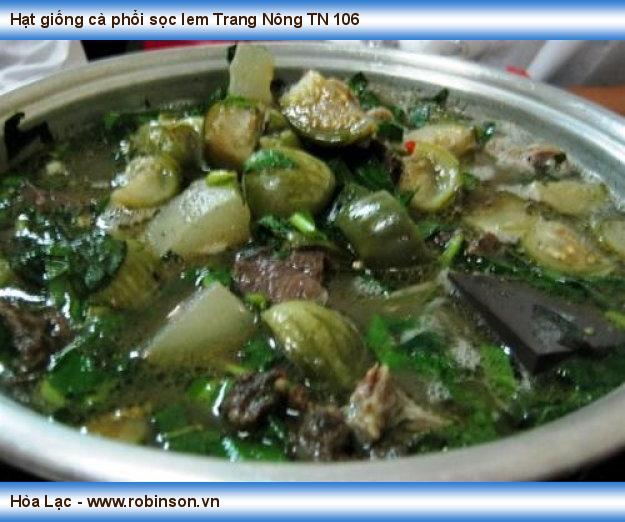 Hạt giống cà phổi sọc lem Trang Nông TN 106
Hòa Lạc - www.robinson.vn